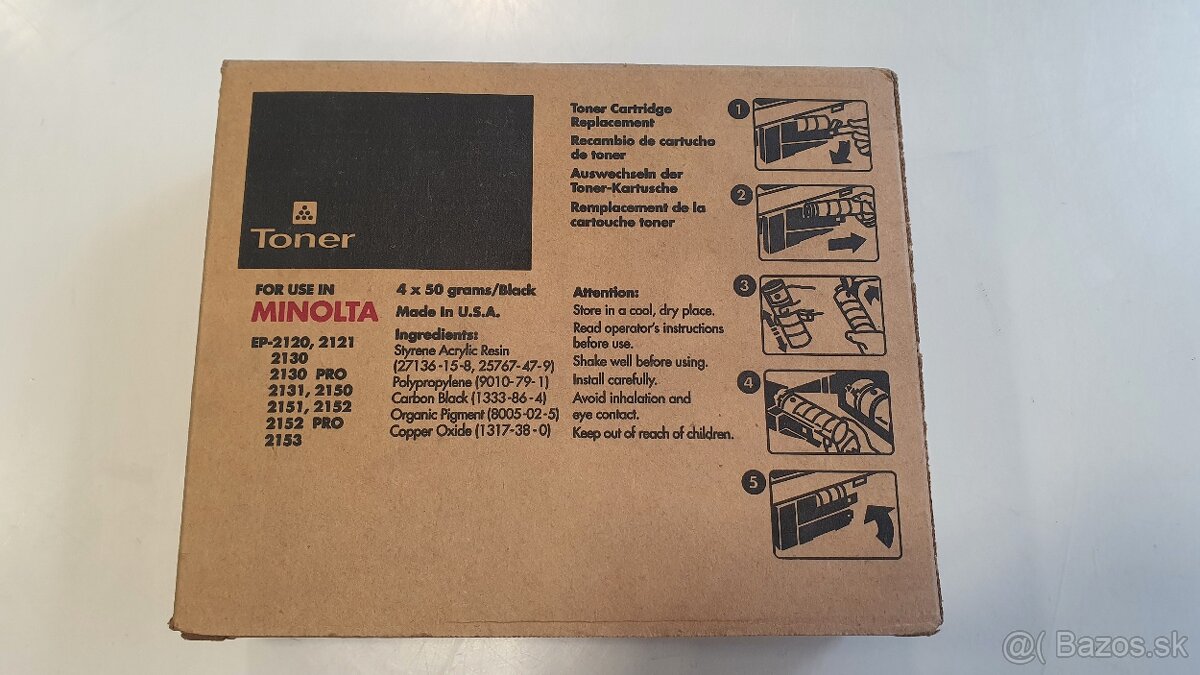 Toner
FOR USE IN
MINOLTA
EP-2120, 2121
2130
2130 PRO
2131, 2150
2151, 2152
2152 PRO
2153
4 x 50 grams/Black
Made In U.S.A.
Ingredients:
Styrene Acrylic Resin
(27136-15-8, 25767-47-9)
Polypropylene (9010-79-1)
Carbon Black (1333-86-4)
Organic Pigment (8005-02-5)
Copper Oxide (1317-38-0)
Toner Cartridge
Replacement
Recambio de cartucho
de toner
Auswechseln der
Toner-Kartusche
Remplacement de la
cartouche toner
Attention:
Store in a cool, dry place.
Read operator's instructions
before use.
Shake well before using.
Install carefully.
Avoid inhalation and
eye contact.
Keep out of reach of children.
1
2
3
4
5
@( Bazos.sk